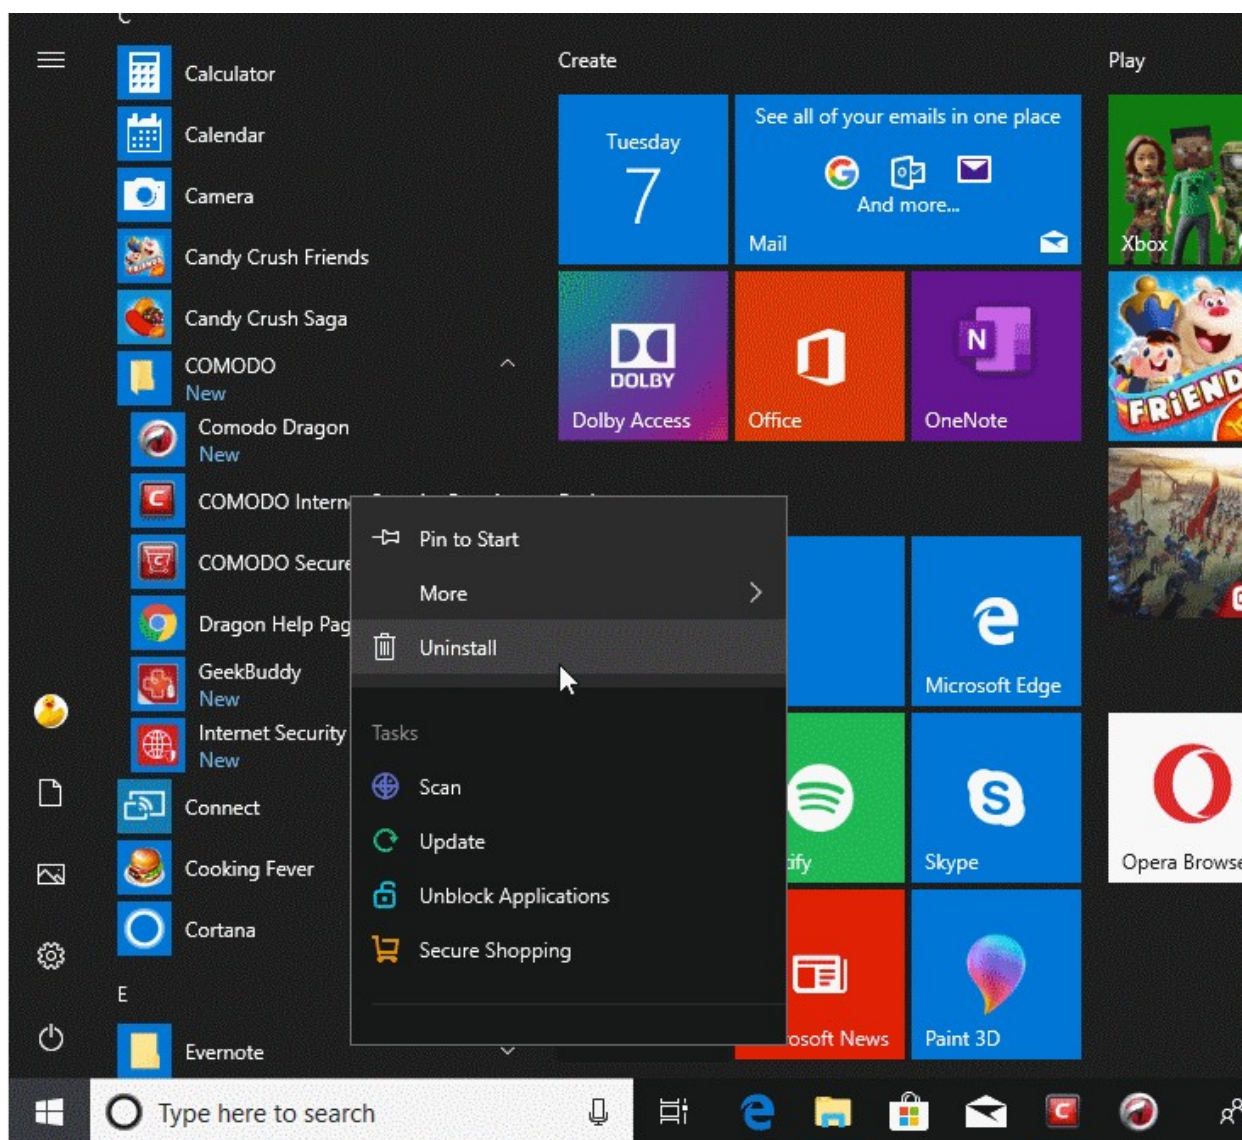 C
Calculator
Calendar
Camera
Candy Crush Friends
Candy Crush Saga
COMODO
New
Comodo Dragon
New
COMODO Intern
COMODO Secure
Dragon Help Pag
GeekBuddy
New
Internet Security
New
Connect
Cooking Fever
Cortana
E
Evernote
Pin to Start
More
Uninstall
Tasks
Scan
Update
Unblock Applications
Secure Shopping
Create
Tuesday
7
See all of your emails in one place
And more...
Mail
DOLBY
Dolby Access
Office
N
OneNote
Microsoft Edge
ify
Skype
osoft News
Paint 3D
Play
Xbox
FRIEND
Opera Browse
Type here to search